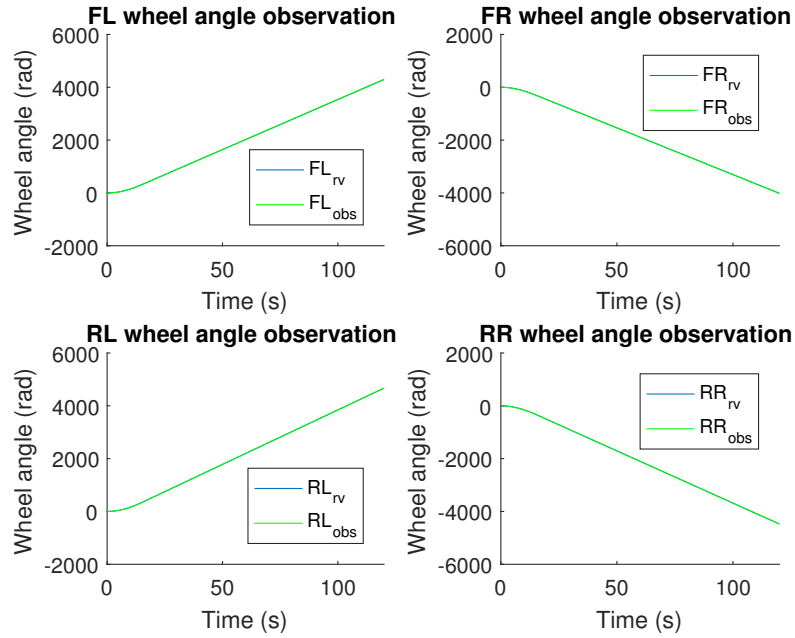 FL wheel angle observation
Wheel angle (rad)
6000
4000
2000
0
-2000
0
50
100
Time (s)
FL_rv
FL_obs
FR wheel angle observation
Wheel angle (rad)
2000
0
-2000
-4000
-6000
0
50
100
Time (s)
FR_rv
FR_obs
RL wheel angle observation
Wheel angle (rad)
6000
4000
2000
0
-2000
0
50
100
Time (s)
RL_rv
RL_obs
RR wheel angle observation
Wheel angle (rad)
2000
0
-2000
-4000
-6000
0
50
100
Time (s)
RR_rv
RR_obs